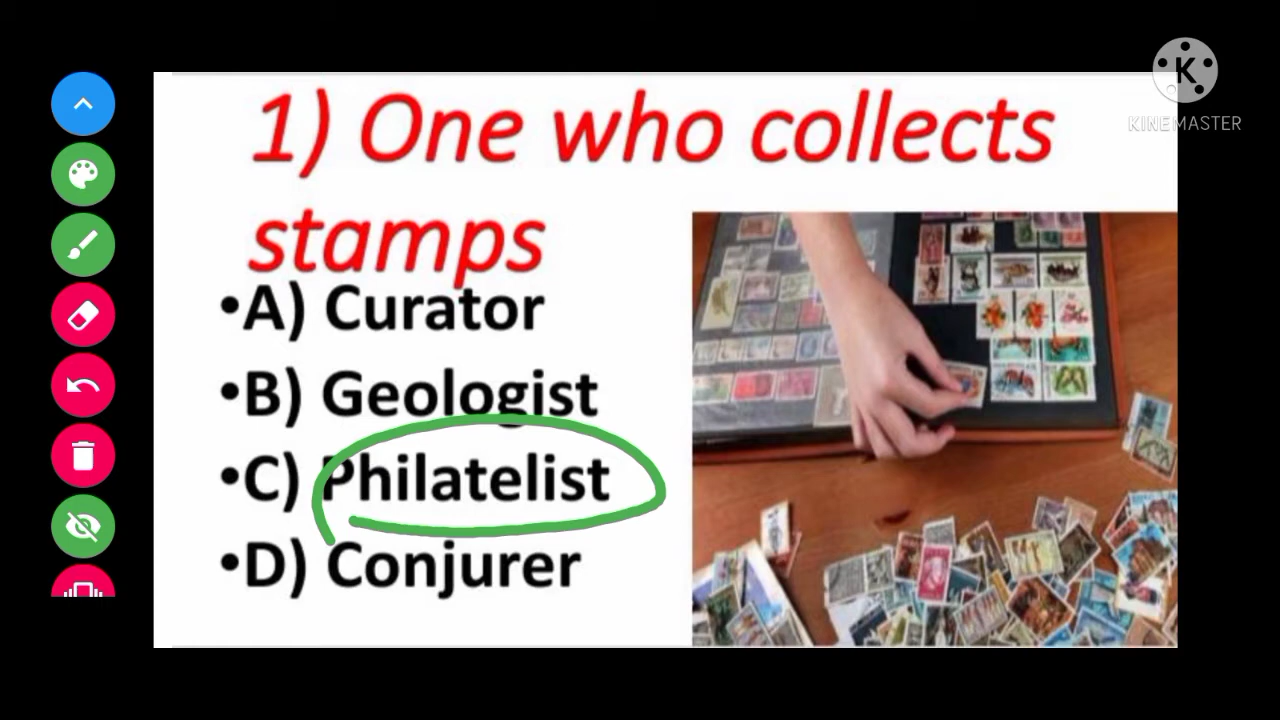 1) One who collects
stamps
•A) Curator
•B) Geologist
•C) Philatelist
•D) Conjurer
K
KINEMASTER